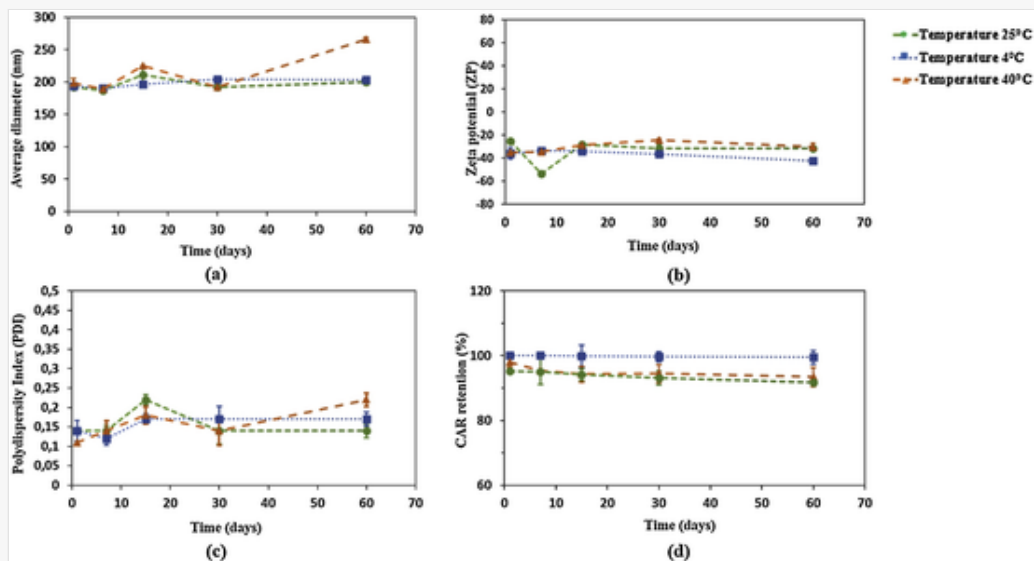 Average diameter (nm)
300
250
200
150
100
50
0
0 10 20 30 40 50 60 70
Time (days)
(a)
Zeta potential (ZP)
80
60
40
20
0
-20
-40
-60
-80
0 10 20 30 40 50 60 70
Time (days)
(b)
Temperature 25ºC
Temperature 4ºC
Temperature 40ºC
Polydispersity Index (PDI)
0,5
0,45
0,4
0,35
0,3
0,25
0,2
0,15
0,1
0,05
0
0 10 20 30 40 50 60 70
Time (days)
(c)
CAR retention (%)
120
100
80
60
0 10 20 30 40 50 60 70
Time (days)
(d)